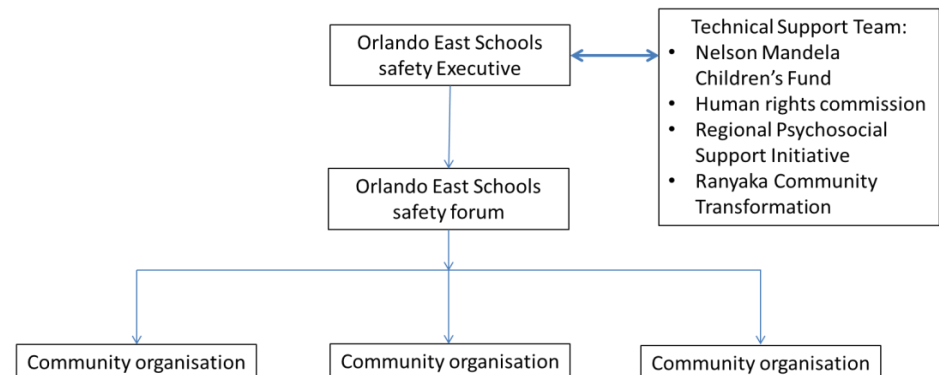 Orlando East Schools
safety Executive
Technical Support Team:
• Nelson Mandela
Children’s Fund
• Human rights commission
• Regional Psychosocial
Support Initiative
• Ranyaka Community
Transformation
Orlando East Schools
safety forum
Community organisation
Community organisation
Community organisation